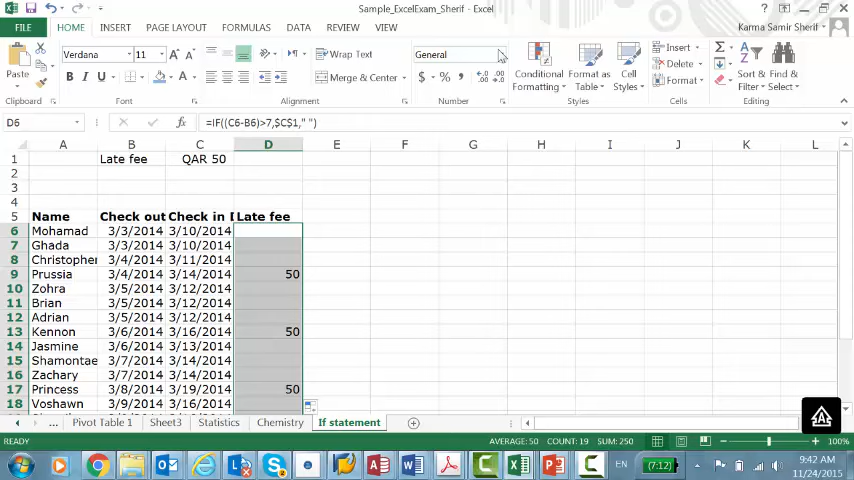 Sample_ExcelExam_Sherif - Excel
FILE HOME INSERT PAGE LAYOUT FORMULAS DATA REVIEW VIEW Karma Samir Sherif
Verdana 11 Wrap Text General Insert
Paste Merge & Center Conditional Formatting Format as Table Cell Styles Delete Format Sort & Filter Find & Select
Clipboard Font Alignment Number Styles Cells Editing
D6 =IF((C6-B6)>7,$C$1," ")
A B C D E F G H I J K L
1 Late fee QAR 50
2
3
4
5 Name Check out Check in D Late fee
6 Mohamad 3/3/2014 3/10/2014
7 Ghada 3/3/2014 3/10/2014
8 Christopher 3/4/2014 3/11/2014
9 Prussia 3/4/2014 3/14/2014 50
10 Zohra 3/5/2014 3/12/2014
11 Brian 3/5/2014 3/12/2014
12 Adrian 3/5/2014 3/12/2014
13 Kennon 3/6/2014 3/16/2014 50
14 Jasmine 3/6/2014 3/13/2014
15 Shamontae 3/7/2014 3/14/2014
16 Zachary 3/7/2014 3/14/2014
17 Princess 3/8/2014 3/19/2014 50
18 Voshawn
... Pivot Table 1 Sheet3 Statistics Chemistry If statement
READY AVERAGE: 50 COUNT: 19 SUM: 250 100%
EN (7:12) 9:42 AM
11/24/2015